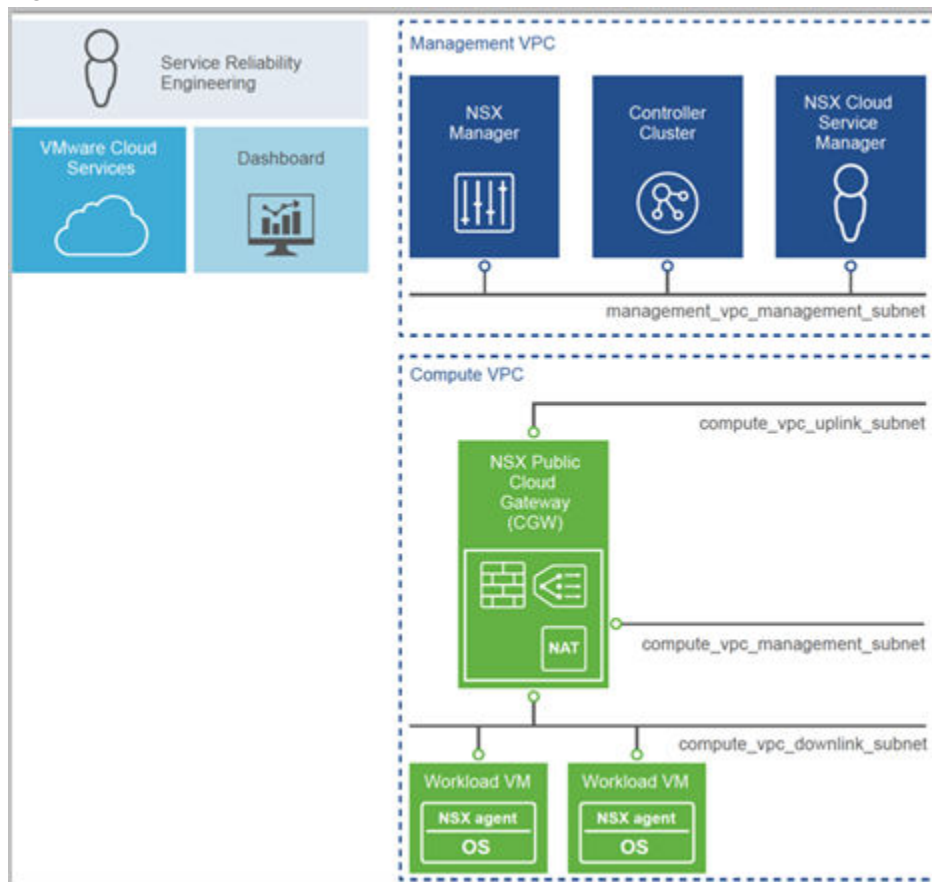 Service Reliability
Engineering
VMware Cloud
Services
Dashboard
Management VPC
NSX
Manager
Controller
Cluster
NSX Cloud
Service
Manager
management_vpc_management_subnet
Compute VPC
compute_vpc_uplink_subnet
NSX Public
Cloud
Gateway
(CGW)
NAT
compute_vpc_management_subnet
compute_vpc_downlink_subnet
Workload VM
NSX agent
OS
Workload VM
NSX agent
OS